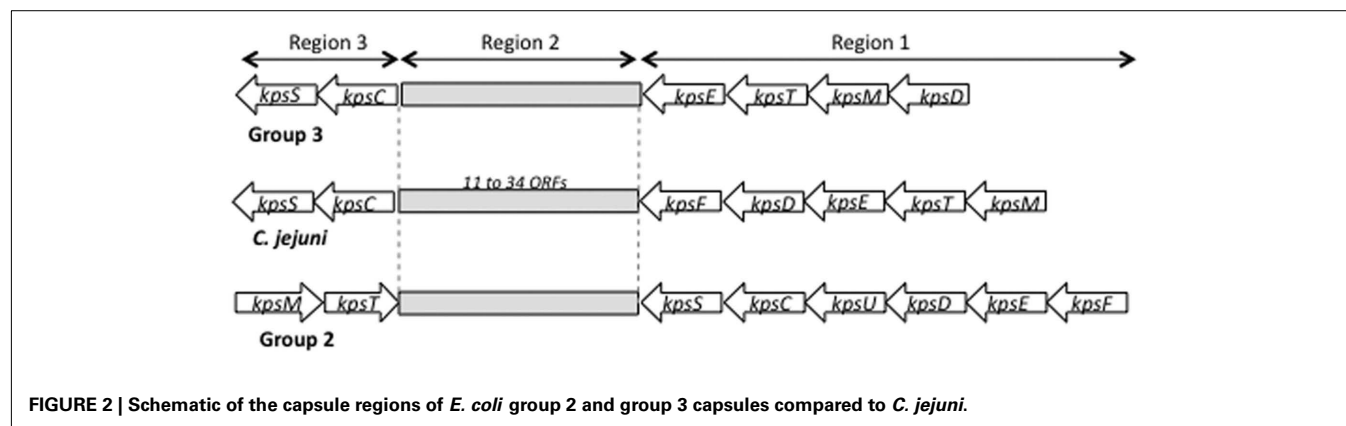 Region 3 Region 2 Region 1
kpsS kpsC kpsE kpsT kpsM kpsD
Group 3
11 to 34 ORFs
kpsS kpsC kpsF kpsD kpsE kpsT kpsM
C. jejuni
kpsM kpsT kpsS kpsC kpsU kpsD kpsE kpsF
Group 2
FIGURE 2 | Schematic of the capsule regions of E. coli group 2 and group 3 capsules compared to C. jejuni.